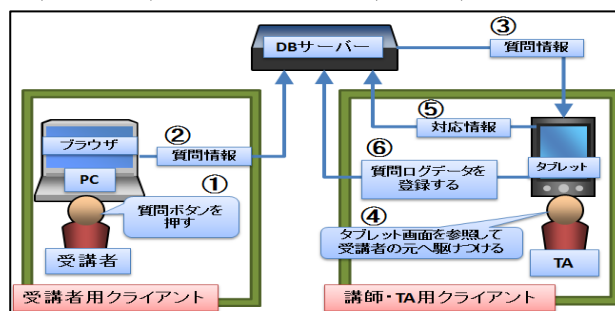 ③
DBサーバー
質問情報
⑤
対応情報
②
ブラウザ
質問情報
⑥
質問ログデータを
登録する
タブレット
PC
①
質問ボタンを
押す
④
タブレット画面を参照して
受講者の元へ駆けつける
受講者
TA
受講者用クライアント
講師・TA用クライアント